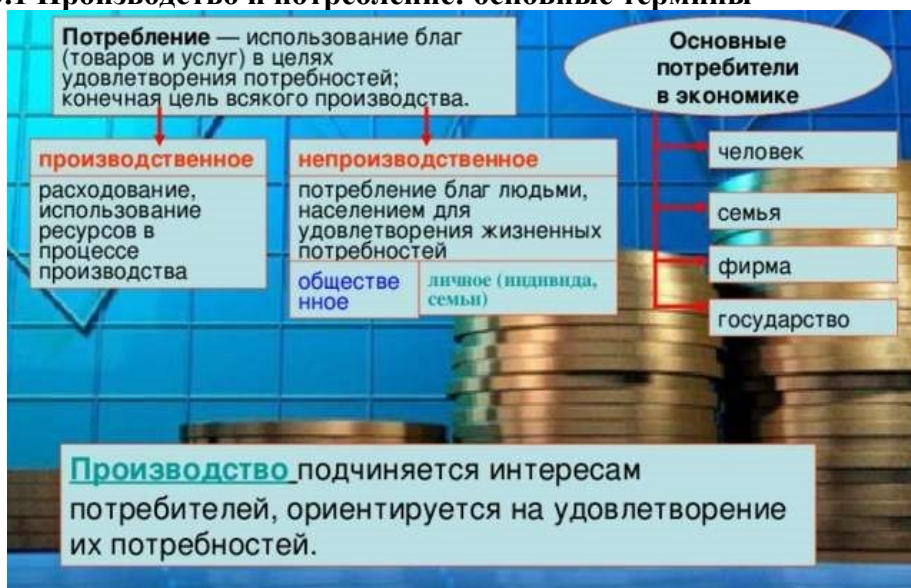 .1 Производство и потребление: основные термины
Потребление — использование благ
(товаров и услуг) в целях
удовлетворения потребностей;
конечная цель всякого производства.
производственное
расходование,
использование
ресурсов в
процессе
производства
непроизводственное
потребление благ людьми,
населением для
удовлетворения жизненных
потребностей
обществе
нное
личное (индивида,
семьи)
Основные
потребители
в экономике
человек
семья
фирма
государство
Производство подчиняется интересам
потребителей, ориентируется на удовлетворение
их потребностей.